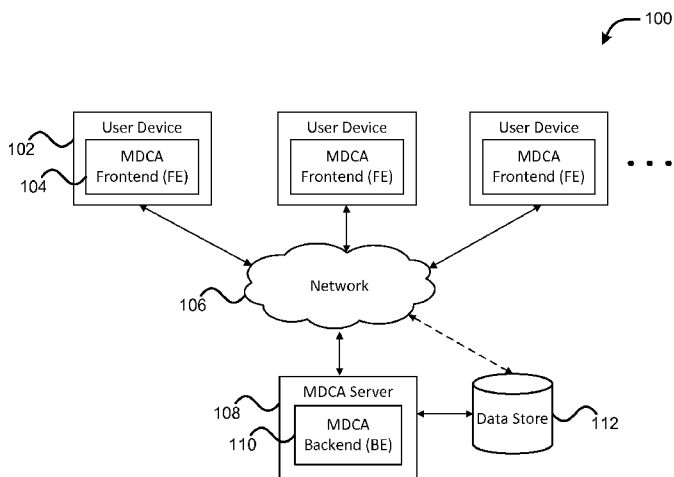 100
User Device
MDCA
Frontend (FE)
User Device
MDCA
Frontend (FE)
User Device
MDCA
Frontend (FE)
102
104
Network
106
MDCA Server
MDCA
Backend (BE)
108
110
Data Store
112